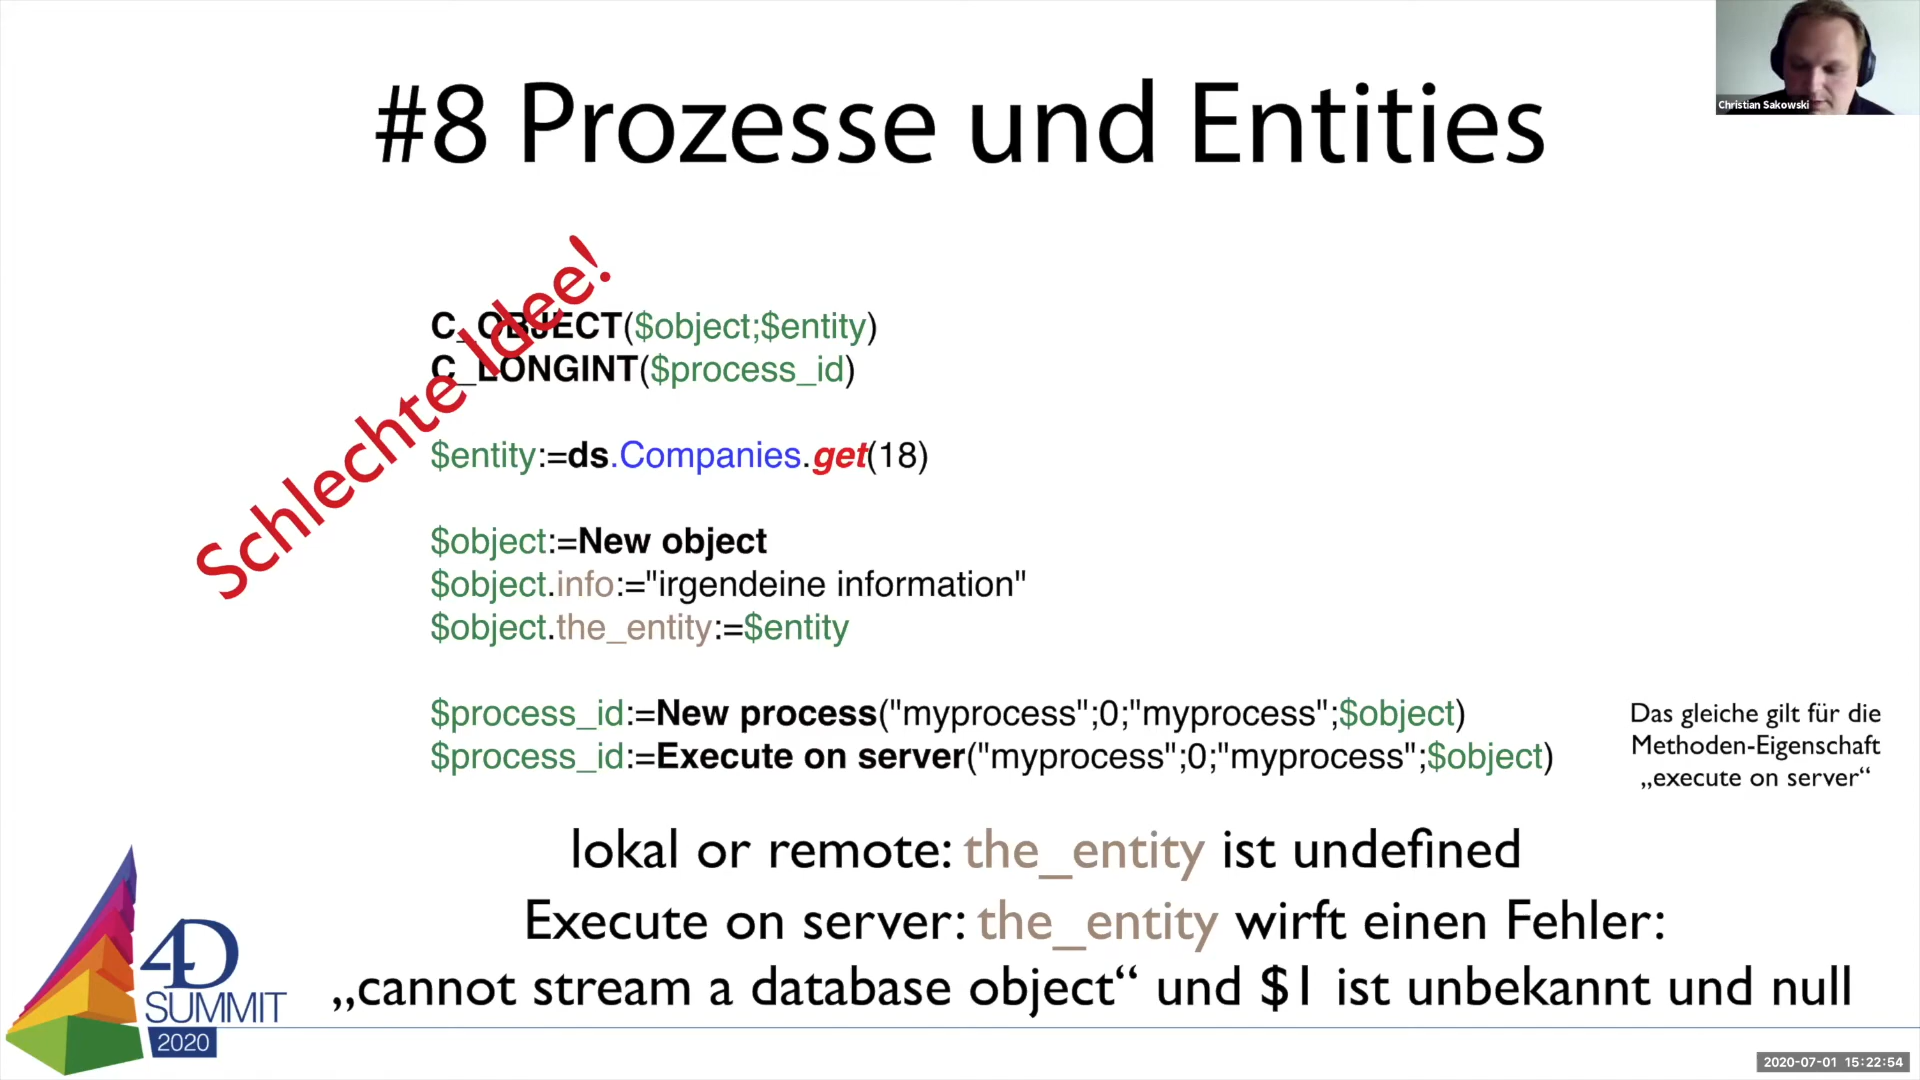 Christian Sakowski
#8 Prozesse und Entities
Schlechte Idee!
C_OBJECT($object;$entity)
C_LONGINT($process_id)
$entity:=ds.Companies.get(18)
$object:=New object
$object.info:="irgendeine information"
$object.the_entity:=$entity
$process_id:=New process("myprocess";0;"myprocess";$object)
$process_id:=Execute on server("myprocess";0;"myprocess";$object)
Das gleiche gilt für die
Methoden-Eigenschaft
„execute on server“
lokal or remote: the_entity ist undefined
Execute on server: the_entity wirft einen Fehler:
„cannot stream a database object“ und $1 ist unbekannt und null
4D
SUMMIT
2020
2020-07-01 15:22:54